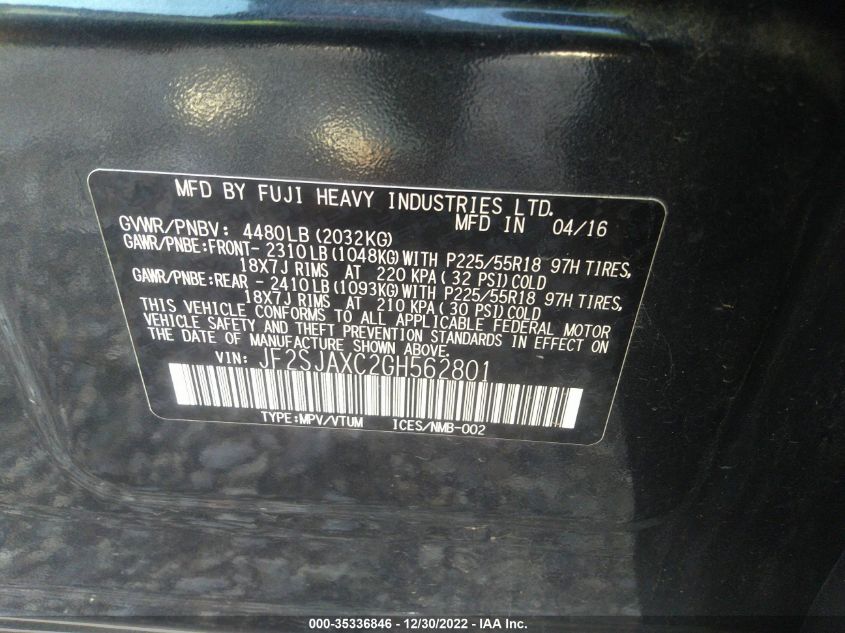 MFD BY FUJI HEAVY INDUSTRIES LTD.
MFD IN 04/16
GVWR/PNBV: 4480LB (2032KG)
GAWR/PNBE:FRONT- 2310LB (1048KG) WITH P225/55R18 97H TIRES,
18X7J RIMS AT 220 KPA (32 PSI) COLD
GAWR/PNBE:REAR - 2410LB (1093KG) WITH P225/55R18 97H TIRES,
18X7J RIMS AT 210 KPA (30 PSI) COLD
THIS VEHICLE CONFORMS TO ALL APPLICABLE FEDERAL MOTOR
VEHICLE SAFETY AND THEFT PREVENTION STANDARDS IN EFFECT ON
THE DATE OF MANUFACTURE SHOWN ABOVE.
VIN: JF2SJAXC2GH562801
TYPE:MPV/VTUM ICES/NMB-002
000-35336846 - 12/30/2022 - IAA Inc.